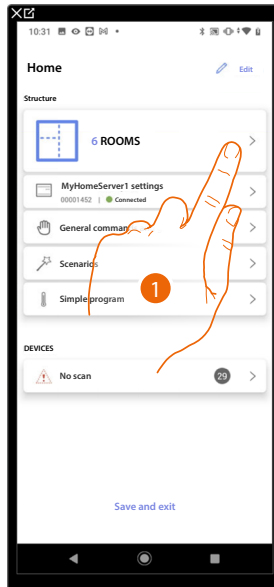 10:31
Home
Edit
Structure
6 ROOMS
MyHomeServer1 settings
00001452 | Connected
General comman
Scenarios
1
Simple program
DEVICES
No scan
29
Save and exit